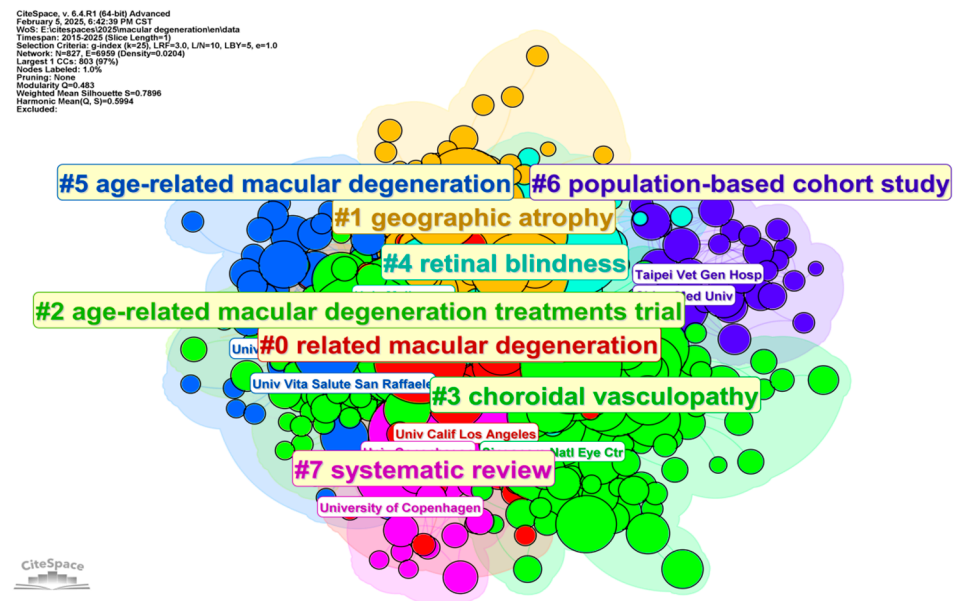 CiteSpace, v. 6.4.R1 (64-bit) Advanced
February 5, 2025, 6:42:39 PM CST
WoS: E:\citespaces\2025\macular degeneration\en\data
Timespan: 2015-2025 (Slice Length=1)
Selection Criteria: g-index (k=25), LRF=3.0, L/N=10, LBY=5, e=1.0
Network: N=827, E=6959 (Density=0.0204)
Largest 1 CCs: 803 (97%)
Nodes Labeled: 1.0%
Pruning: None
Modularity Q=0.483
Weighted Mean Silhouette S=0.7896
Harmonic Mean(Q, S)=0.5994
Excluded:
#5 age-related macular degeneration
#6 population-based cohort study
#1 geographic atrophy
#4 retinal blindness
Taipei Vet Gen Hosp
Med Univ
#2 age-related macular degeneration treatments trial
Univ
#0 related macular degeneration
Univ Vita Salute San Raffaele
#3 choroidal vasculopathy
Univ Calif Los Angeles
Natl Eye Ctr
#7 systematic review
University of Copenhagen
CiteSpace